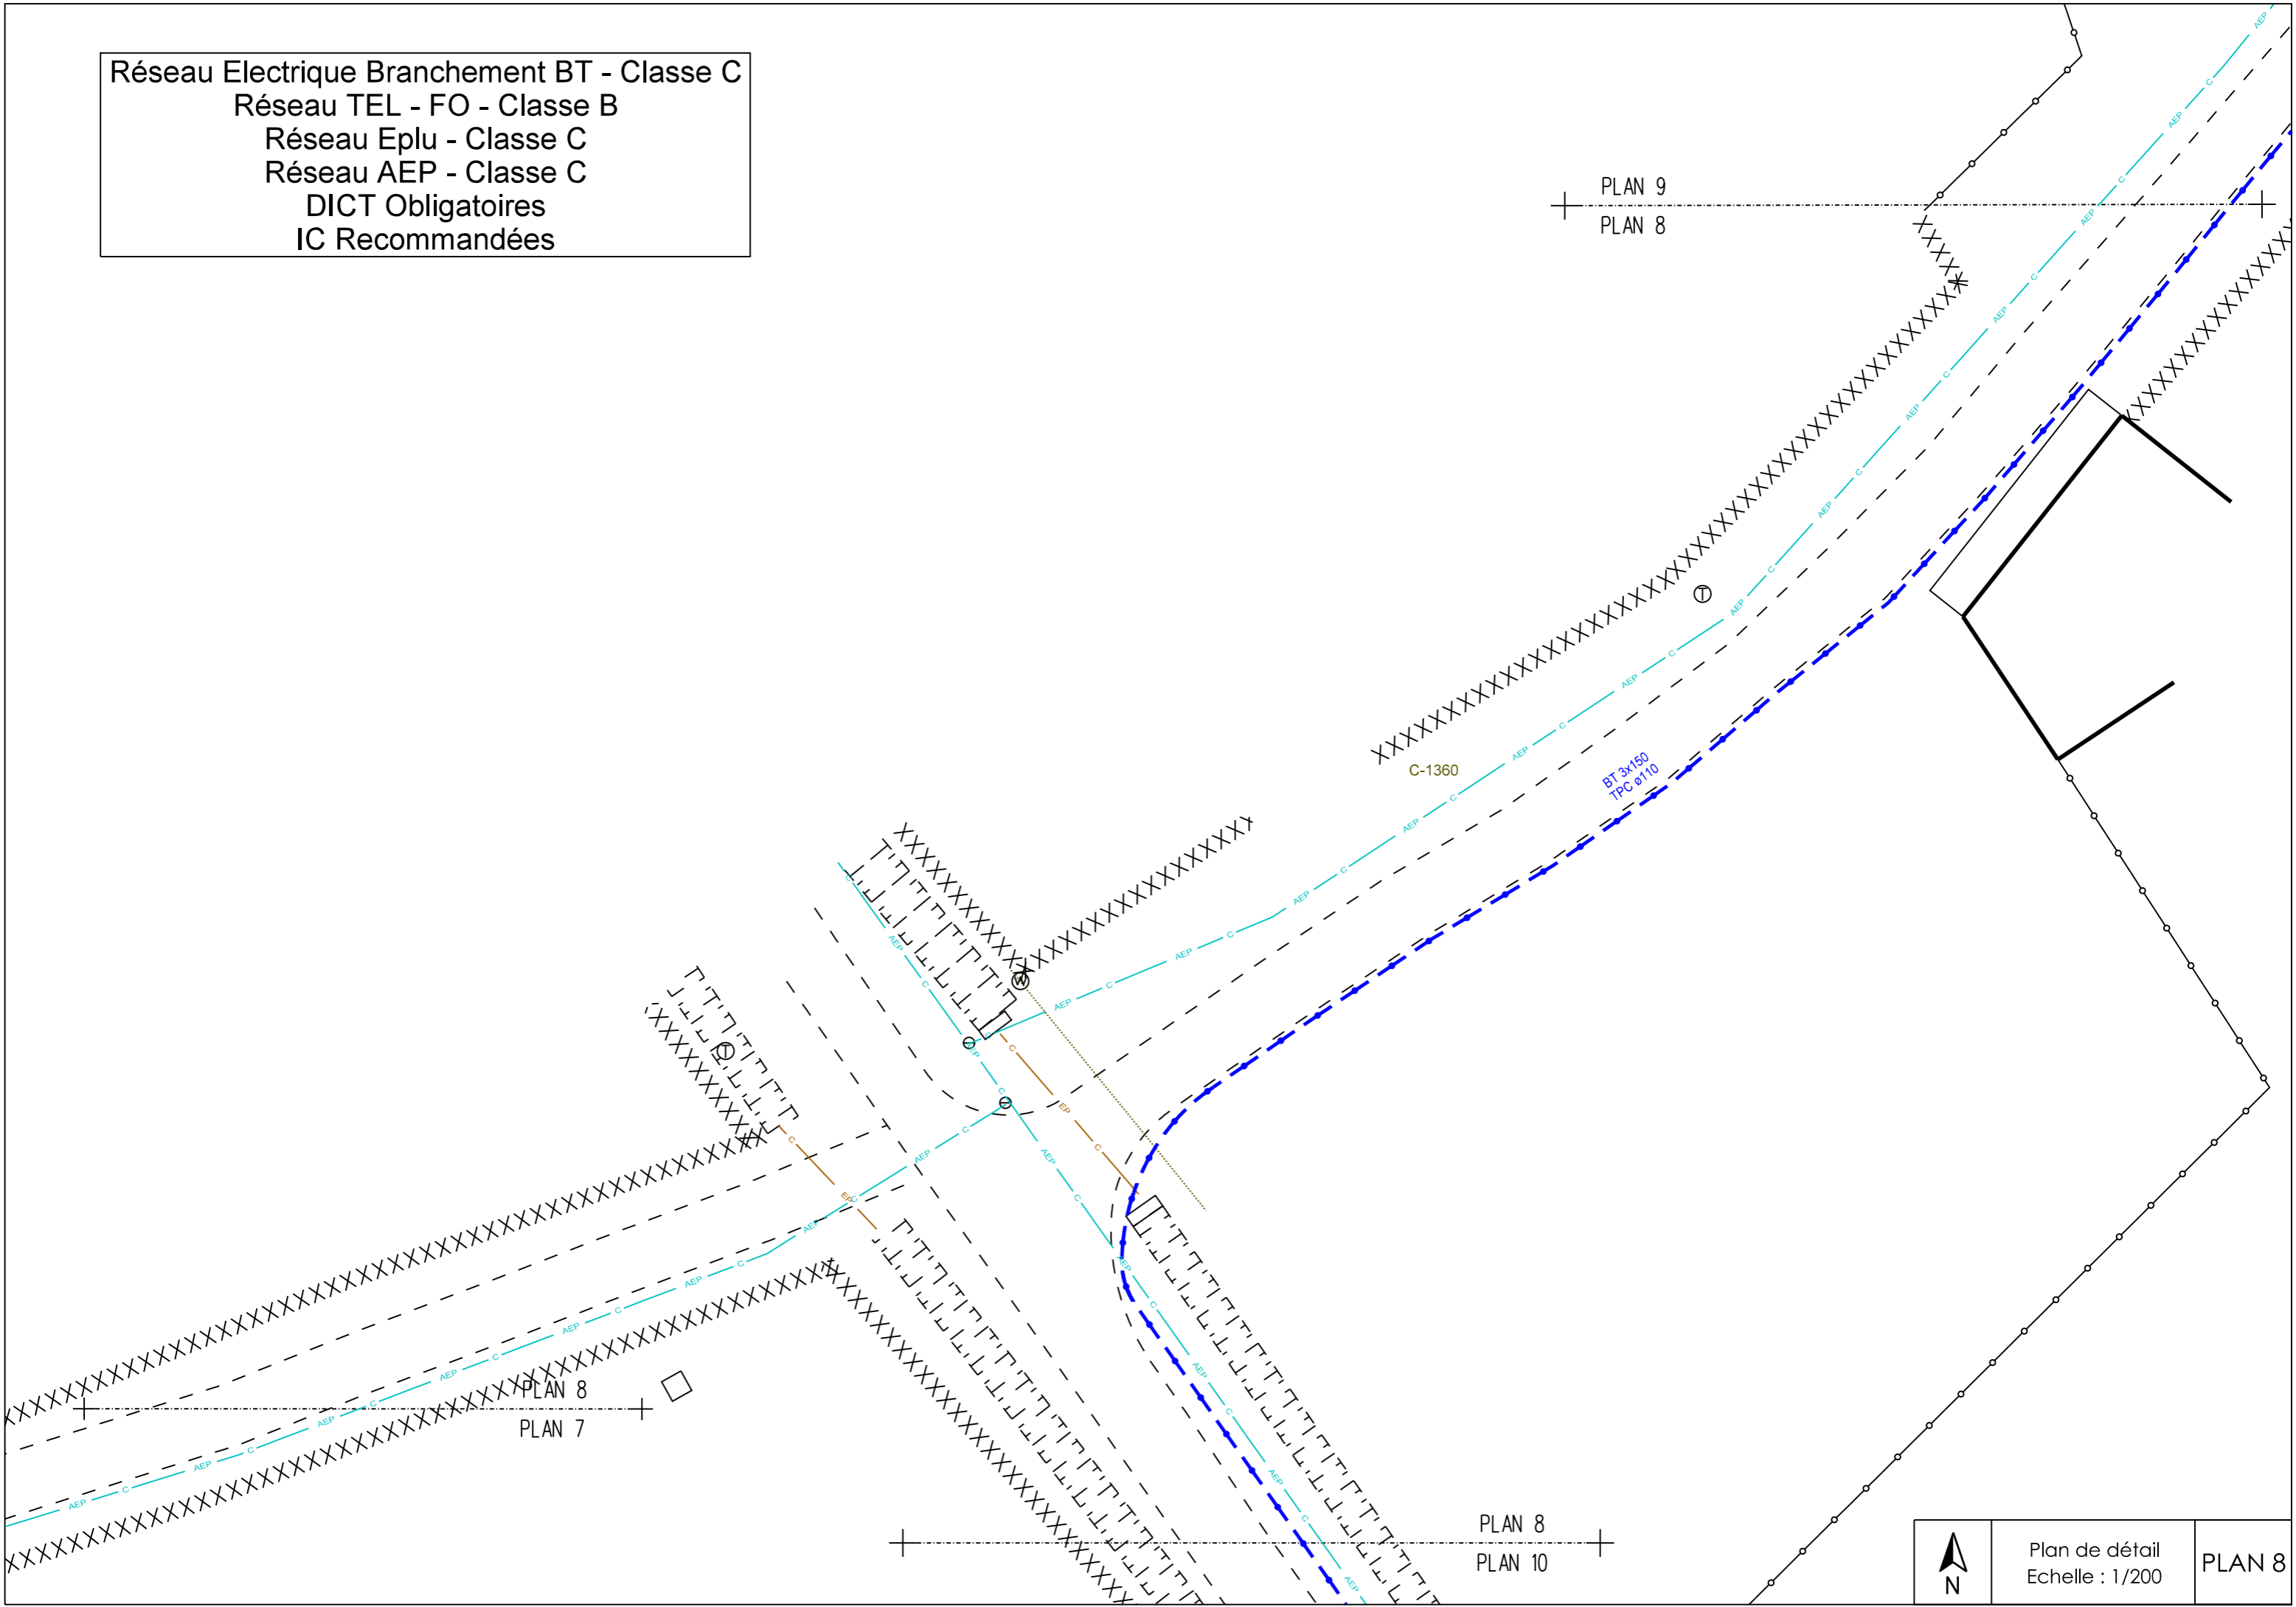 Réseau Electrique Branchement BT - Classe C
Réseau TEL - FO - Classe B
Réseau Eplu - Classe C
Réseau AEP - Classe C
DICT Obligatoires
IC Recommandées
PLAN 9
PLAN 8
C-1360
BT 3x150
TPC ø110
PLAN 8
PLAN 7
PLAN 8
PLAN 10
AEP
C
EP
T
N
Plan de détail
Echelle : 1/200
PLAN 8